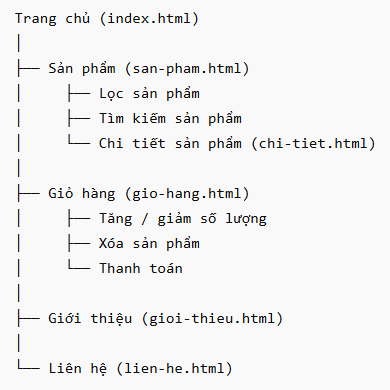 Trang chủ (index.html)
│
├── Sản phẩm (san-pham.html)
│     ├── Lọc sản phẩm
│     ├── Tìm kiếm sản phẩm
│     └── Chi tiết sản phẩm (chi-tiet.html)
│
├── Giỏ hàng (gio-hang.html)
│     ├── Tăng / giảm số lượng
│     ├── Xóa sản phẩm
│     └── Thanh toán
│
├── Giới thiệu (gioi-thieu.html)
│
└── Liên hệ (lien-he.html)